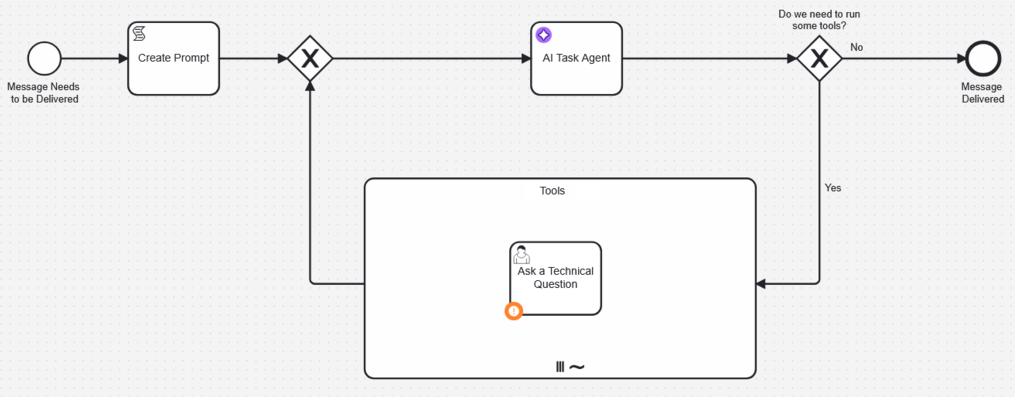 Do we need to run
some tools?
Create Prompt
AI Task Agent
No
Message Needs
to be Delivered
Message
Delivered
Yes
Tools
Ask a Technical
Question